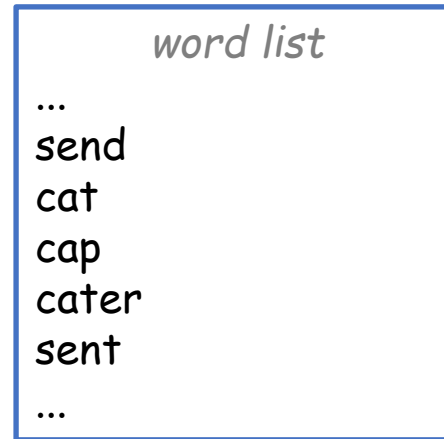 word list
...
send
cat
cap
cater
sent
...